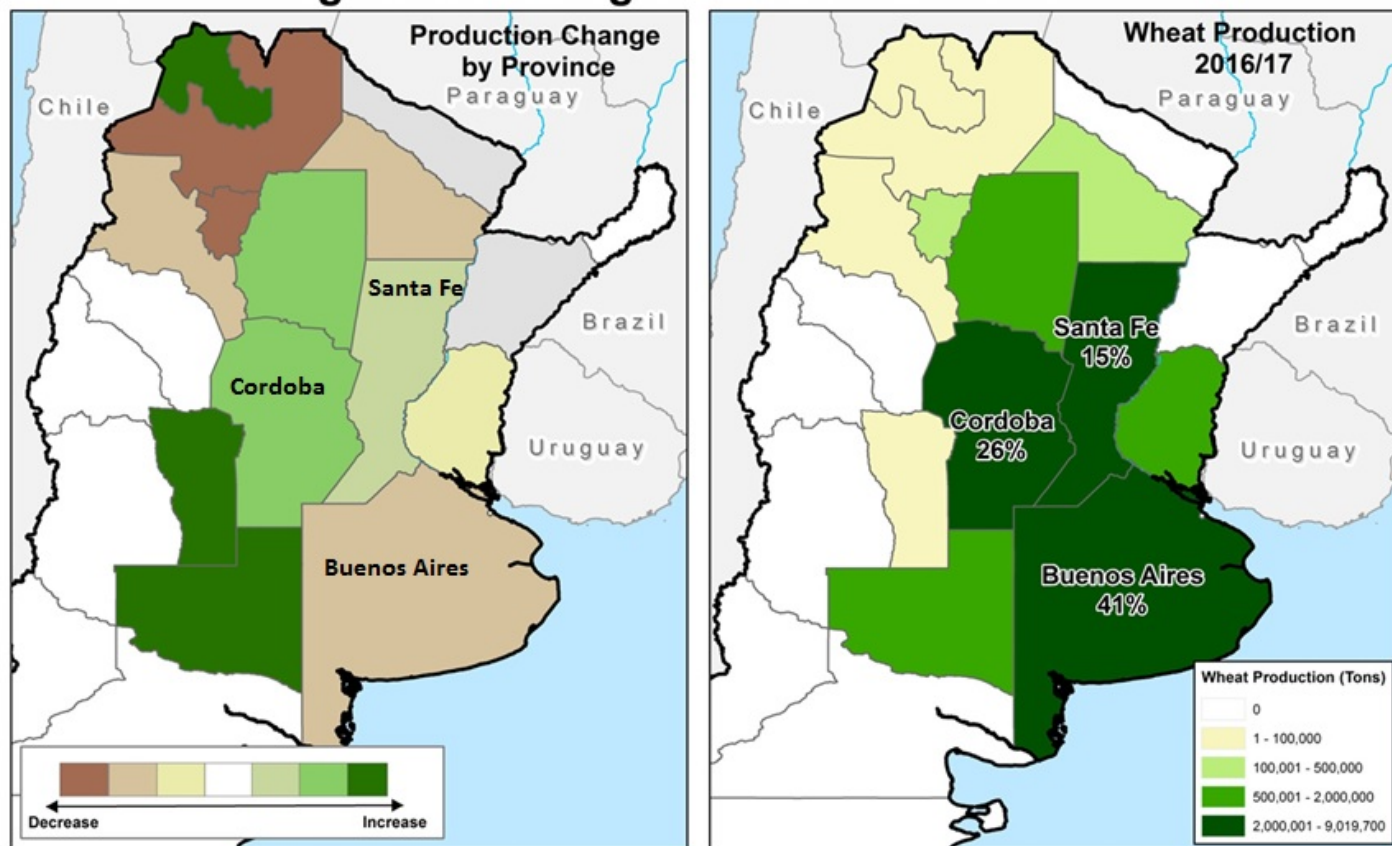 Production Change
by Province
Chile
Paraguay
Santa Fe
Brazil
Cordoba
Uruguay
Buenos Aires
Decrease
Increase
Wheat Production
2016/17
Chile
Paraguay
Santa Fe
15%
Brazil
Cordoba
26%
Uruguay
Buenos Aires
41%
Wheat Production (Tons)
0
1 - 100,000
100,001 - 500,000
500,001 - 2,000,000
2,000,001 - 9,019,700